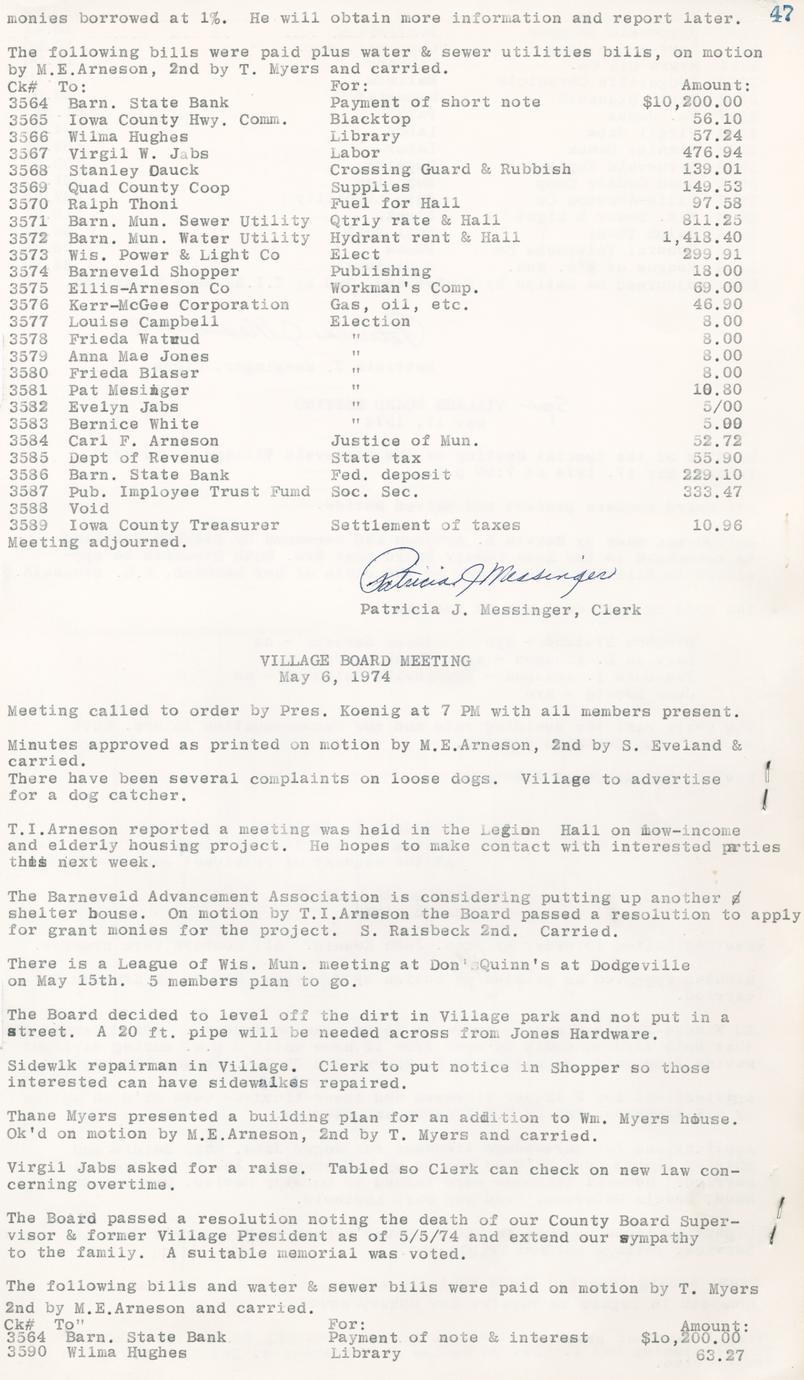 monies borrowed at 1%. He will obtain more information and report later. 47
The following bills were paid plus water & sewer utilities bills, on motion
by M.E.Arneson, 2nd by T. Myers and carried.
Ck# To: For: Amount:
3564 Barn. State Bank Payment of short note $10,200.00
3565 Iowa County Hwy. Comm. Blacktop 56.10
3566 Wilma Hughes Library 57.24
3567 Virgil W. Jabs Labor 476.94
3568 Stanley Dauck Crossing Guard & Rubbish 139.01
3569 Quad County Coop Supplies 149.53
3570 Ralph Thoni Fuel for Hall 97.58
3571 Barn. Mun. Sewer Utility Qtrly rate & Hall 811.25
3572 Barn. Mun. Water Utility Hydrant rent & Hall 1,418.40
3573 Wis. Power & Light Co Elect 299.91
3574 Barneveld Shopper Publishing 18.00
3575 Ellis-Arneson Co Workman's Comp. 69.00
3576 Kerr-McGee Corporation Gas, oil, etc. 46.90
3577 Louise Campbell Election 8.00
3578 Frieda Watrud " 8.00
3579 Anna Mae Jones " 8.00
3580 Frieda Blaser " 8.00
3581 Pat Mesinger " 10.80
3582 Evelyn Jabs " 5/00
3583 Bernice White " 5.00
3584 Carl F. Arneson Justice of Mun. 52.72
3585 Dept of Revenue State tax 55.90
3586 Barn. State Bank Fed. deposit 229.10
3587 Pub. Imployee Trust Fumd Soc. Sec. 333.47
3588 Void
3589 Iowa County Treasurer Settlement of taxes 10.96
Meeting adjourned.
Patricia J Messinger
Patricia J. Messinger, Clerk
VILLAGE BOARD MEETING
May 6, 1974
Meeting called to order by Pres. Koenig at 7 PM with all members present.
Minutes approved as printed on motion by M.E.Arneson, 2nd by S. Eveland &
carried.
There have been several complaints on loose dogs. Village to advertise
for a dog catcher.
T.I.Arneson reported a meeting was held in the Legion Hall on low-income
and elderly housing project. He hopes to make contact with interested parties
this next week.
The Barneveld Advancement Association is considering putting up another
shelter house. On motion by T.I.Arneson the Board passed a resolution to apply
for grant monies for the project. S. Raisbeck 2nd. Carried.
There is a League of Wis. Mun. meeting at Don' Quinn's at Dodgeville
on May 15th. 5 members plan to go.
The Board decided to level off the dirt in Village park and not put in a
street. A 20 ft. pipe will be needed across from Jones Hardware.
Sidewlk repairman in Village. Clerk to put notice in Shopper so those
interested can have sidewalkes repaired.
Thane Myers presented a building plan for an addition to Wm. Myers house.
Ok'd on motion by M.E.Arneson, 2nd by T. Myers and carried.
Virgil Jabs asked for a raise. Tabled so Clerk can check on new law con-
cerning overtime.
The Board passed a resolution noting the death of our County Board Super-
visor & former Village President as of 5/5/74 and extend our sympathy
to the family. A suitable memorial was voted.
The following bills and water & sewer bills were paid on motion by T. Myers
2nd by M.E.Arneson and carried.
Ck# To" For: Amount:
3564 Barn. State Bank Payment of note & interest $1o,200.00
3590 Wilma Hughes Library 63.27